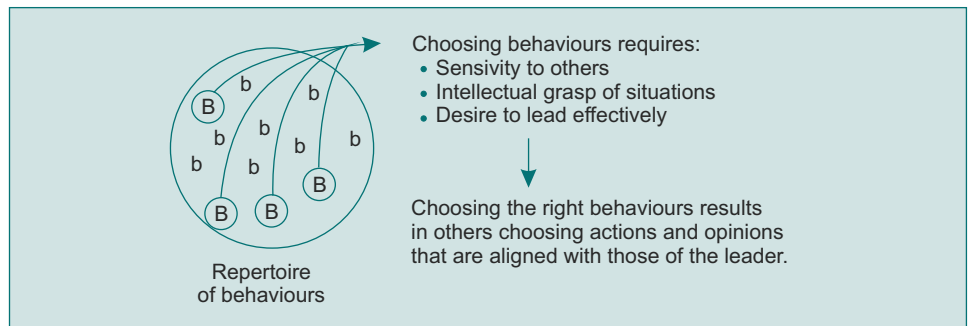 Choosing behaviours requires:
• Sensivity to others
• Intellectual grasp of situations
• Desire to lead effectively
b
b
B
b
b
b
b
b
b
B
B
B
Choosing the right behaviours results
in others choosing actions and opinions
that are aligned with those of the leader.
Repertoire
of behaviours